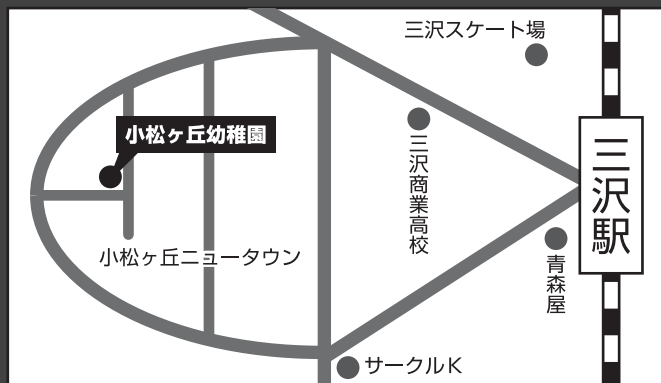 三沢スケート場
小松ヶ丘幼稚園
三沢商業高校
三沢駅
小松ヶ丘ニュータウン
青森屋
サークルK